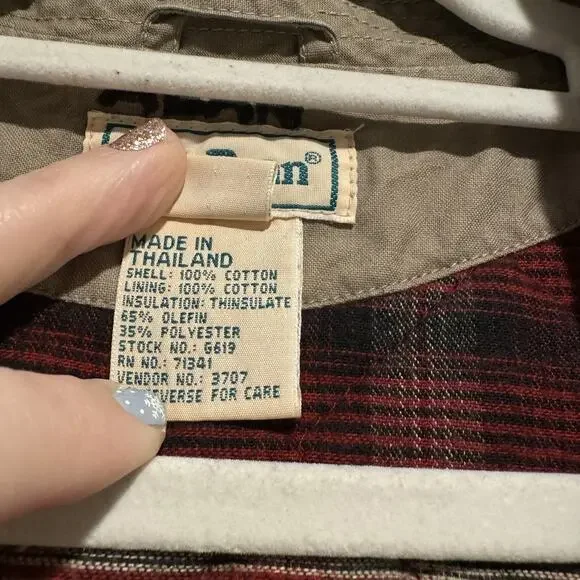 MADE IN
THAILAND
SHELL: 100% COTTON
LINING: 100% COTTON
INSULATION: THINSULATE
65% OLEFIN
35% POLYESTER
STOCK NO.: G619
RN NO.: 71341
VENDOR NO.: 3707
REVERSE FOR CARE